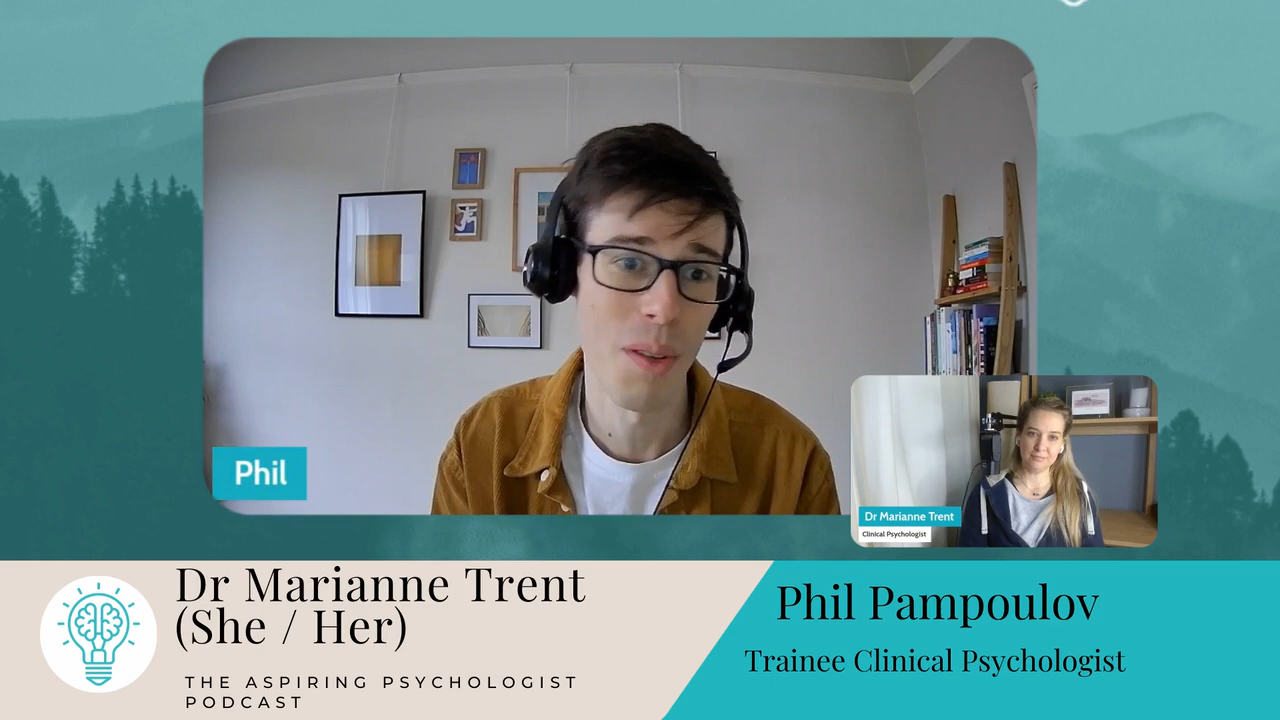 Phil
Dr Marianne Trent
Clinical Psychologist
Dr Marianne Trent
(She / Her)
THE ASPIRING PSYCHOLOGIST
PODCAST
Phil Pampoulov
Trainee Clinical Psychologist